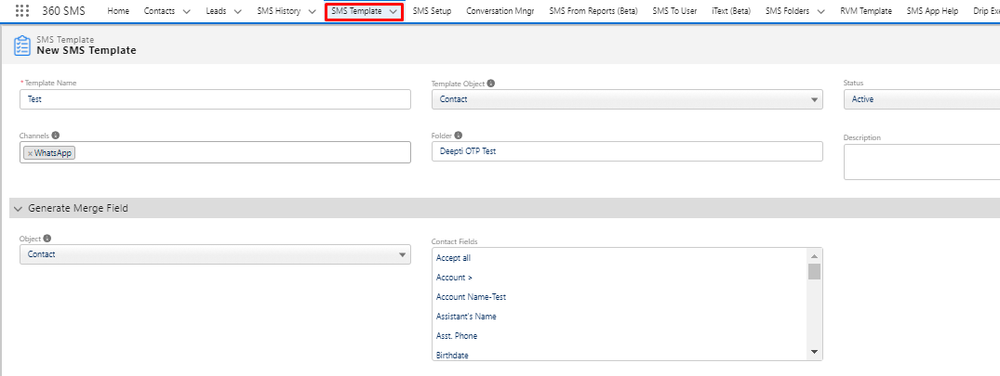 360 SMS Home Contacts Leads SMS History SMS Template SMS Setup Conversation Mngr SMS From Reports (Beta) SMS To User iText (Beta) SMS Folders RVM Template SMS App Help Drip Exe
SMS Template
New SMS Template
*Template Name Template Object Status
Test Contact Active
Channels Folder Description
×WhatsApp Deepti OTP Test
Generate Merge Field
Object Contact Fields
Contact
Accept all
Account >
Account Name-Test
Assistant's Name
Asst. Phone
Birthdate